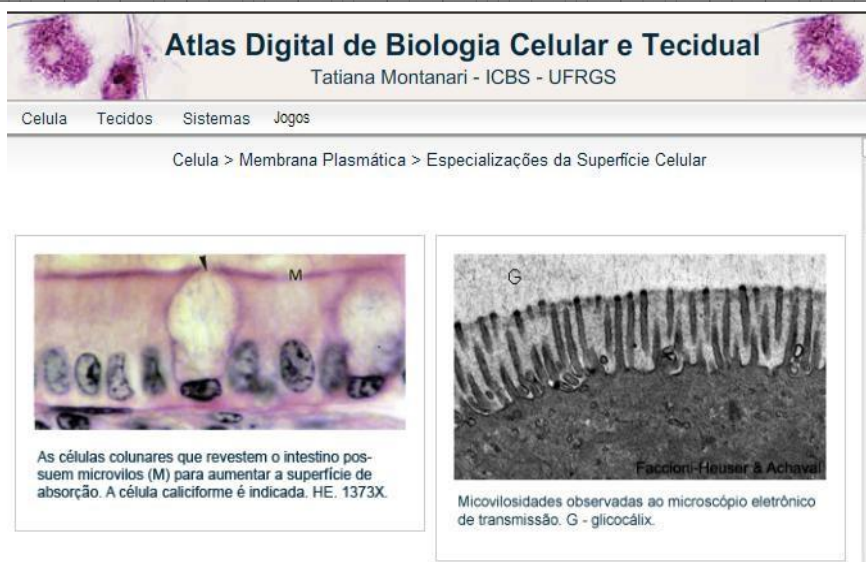 Atlas Digital de Biologia Celular e Tecidual
Tatiana Montanari - ICBS - UFRGS
Celula Tecidos Sistemas Jogos
Celula > Membrana Plasmática > Especializações da Superfície Celular
M
As células colunares que revestem o intestino pos-
suem microvilos (M) para aumentar a superfície de
absorção. A célula caliciforme é indicada. HE. 1373X.
G
Faccioni-Heuser & Achaval
Micovilosidades observadas ao microscópio eletrônico
de transmissão. G - glicocálix.